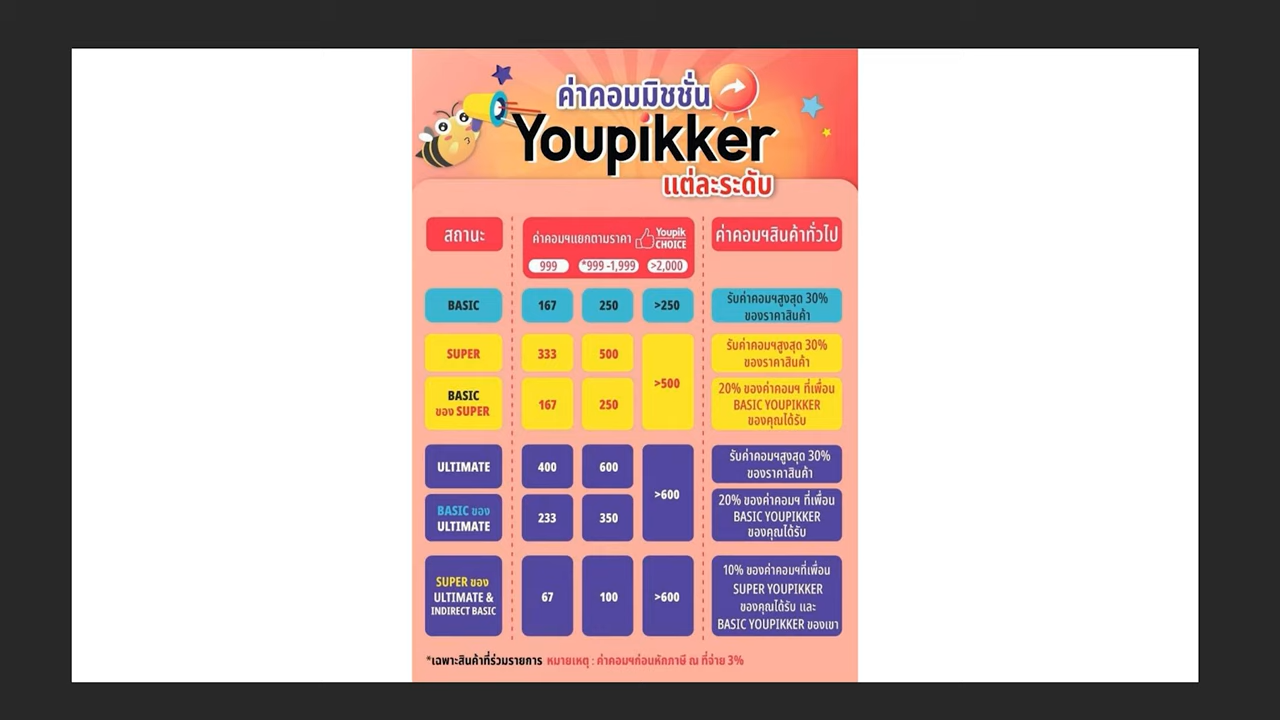 ค่าคอมมิชชั่น
Youpikker
แต่ละระดับ
สถานะ
ค่าคอมฯแยกตามราคา Youpik CHOICE
999 *999 -1,999 >2,000
ค่าคอมฯสินค้าทั่วไป
BASIC 167 250 >250
รับค่าคอมฯสูงสุด 30%
ของราคาสินค้า
SUPER 333 500 >500
รับค่าคอมฯสูงสุด 30%
ของราคาสินค้า
BASIC
ของ SUPER
167 250
20% ของค่าคอมฯ ที่เพื่อน
BASIC YOUPIKKER
ของคุณได้รับ
ULTIMATE 400 600 >600
รับค่าคอมฯสูงสุด 30%
ของราคาสินค้า
BASIC ของ
ULTIMATE
233 350
20% ของค่าคอมฯ ที่เพื่อน
BASIC YOUPIKKER
ของคุณได้รับ
SUPER ของ
ULTIMATE &
INDIRECT BASIC
67 100 >600
10% ของค่าคอมฯที่เพื่อน
SUPER YOUPIKKER
ของคุณได้รับ และ
BASIC YOUPIKKER ของเขา
*เฉพาะสินค้าที่ร่วมรายการ หมายเหตุ : ค่าคอมฯก่อนหักภาษี ณ ที่จ่าย 3%